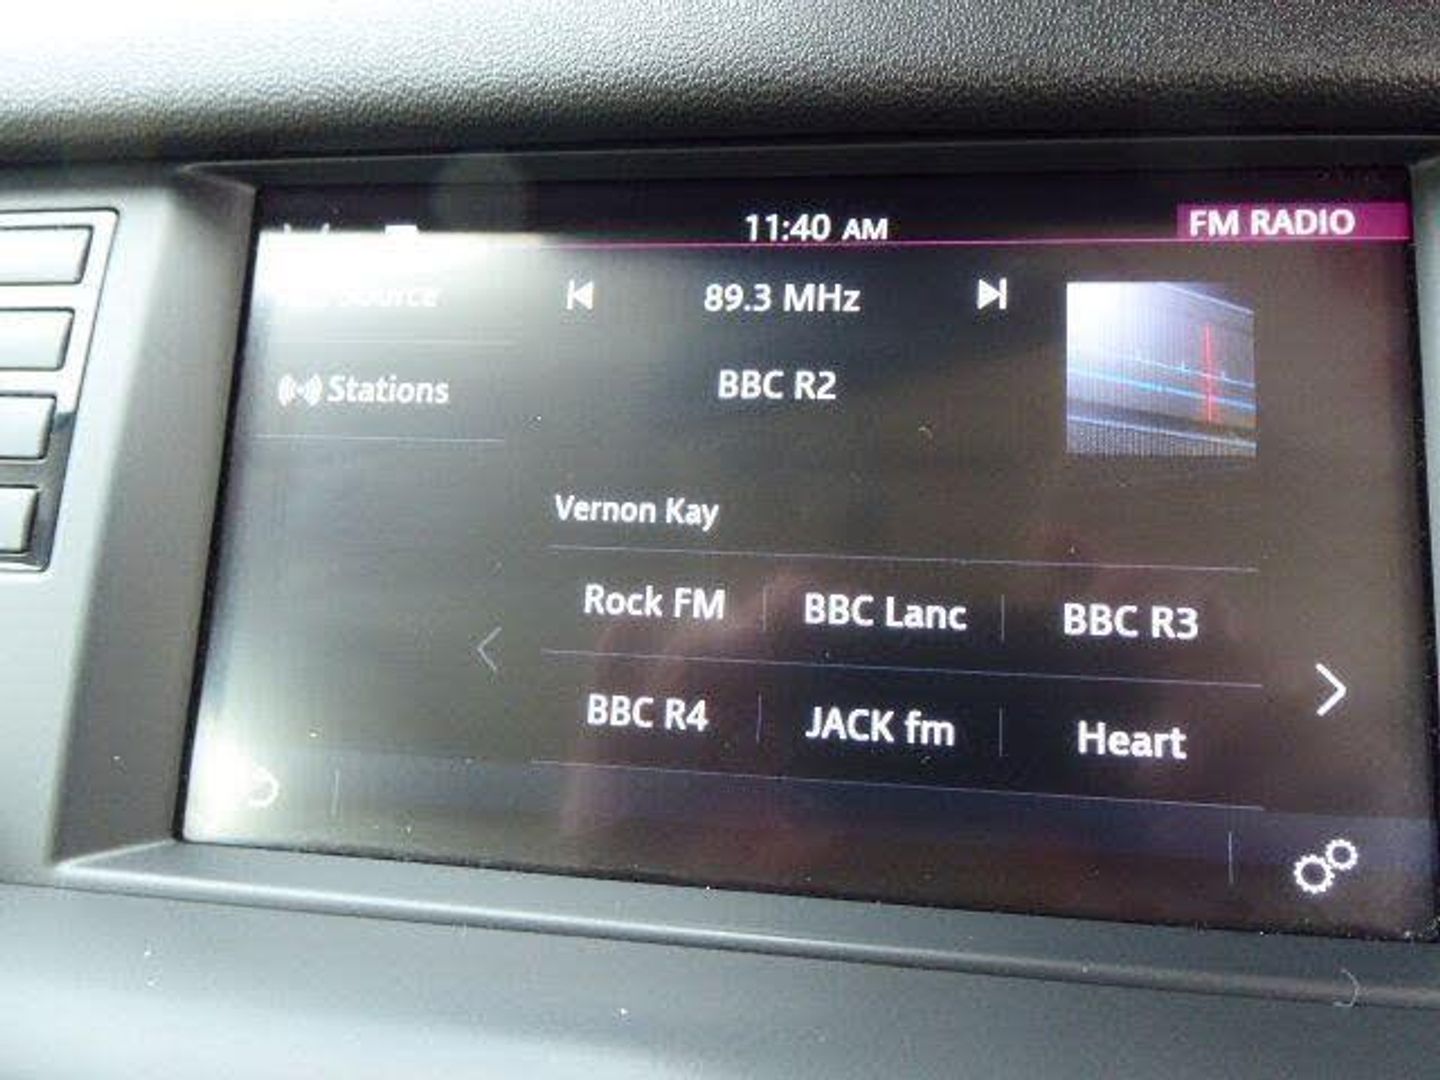 11:40 AM
FM RADIO
Source
89.3 MHz
Stations
BBC R2
Vernon Kay
Rock FM
BBC Lanc
BBC R3
BBC R4
JACK fm
Heart